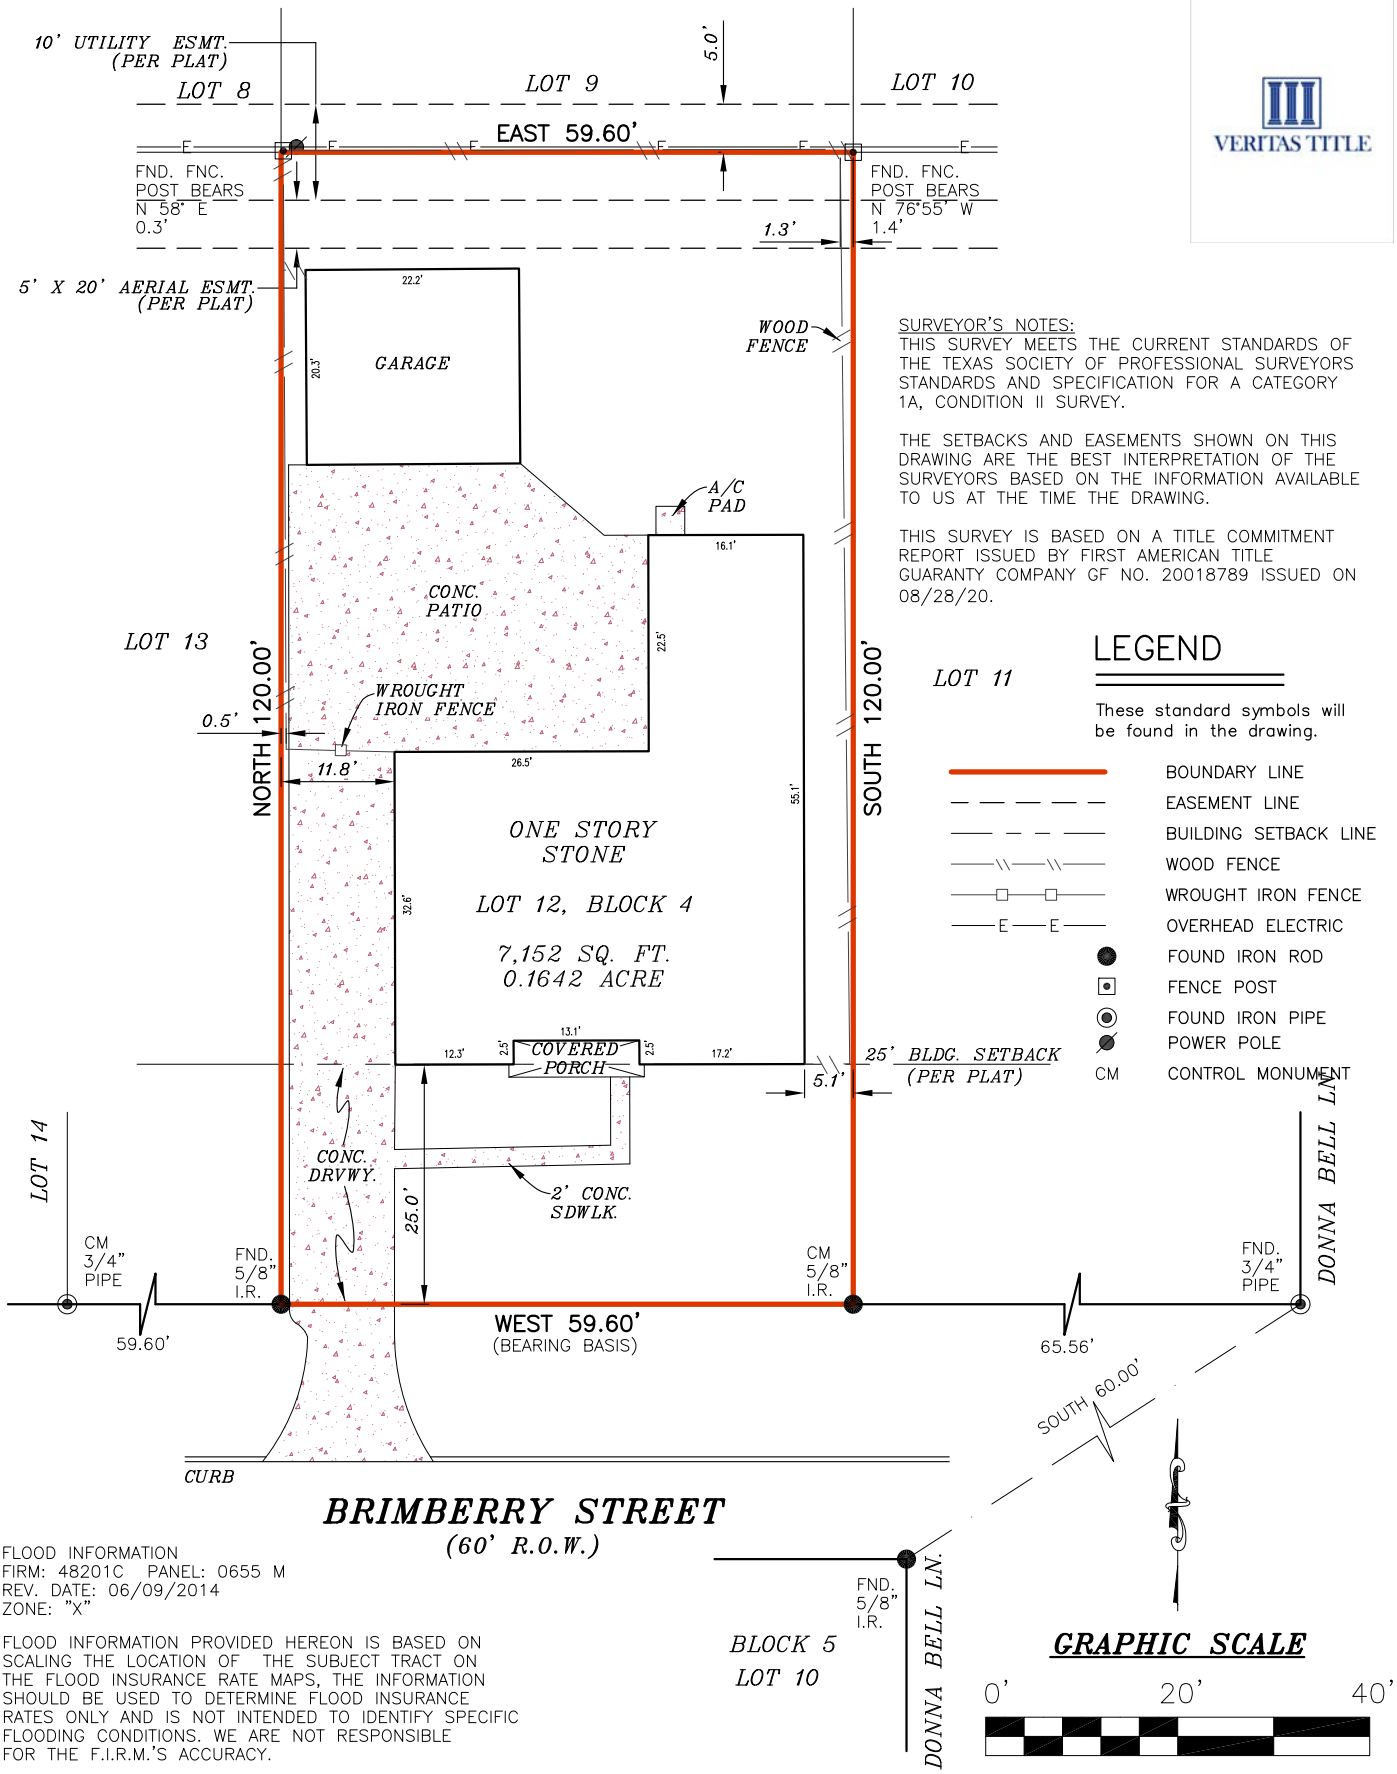 10' UTILITY ESMT.
(PER PLAT)
LOT 8
LOT 9
LOT 10
5.0'
VERITAS TITLE
EAST 59.60'
E
E
E
E
E
E
FND. FNC.
POST BEARS
N 58° E
0.3'
FND. FNC.
POST BEARS
N 76°55' W
1.4'
1.3'
5' X 20' AERIAL ESMT.
(PER PLAT)
22.2'
20.3'
GARAGE
WOOD
FENCE
SURVEYOR'S NOTES:
THIS SURVEY MEETS THE CURRENT STANDARDS OF
THE TEXAS SOCIETY OF PROFESSIONAL SURVEYORS
STANDARDS AND SPECIFICATION FOR A CATEGORY
1A, CONDITION II SURVEY.
THE SETBACKS AND EASEMENTS SHOWN ON THIS
DRAWING ARE THE BEST INTERPRETATION OF THE
SURVEYORS BASED ON THE INFORMATION AVAILABLE
TO US AT THE TIME THE DRAWING.
THIS SURVEY IS BASED ON A TITLE COMMITMENT
REPORT ISSUED BY FIRST AMERICAN TITLE
GUARANTY COMPANY GF NO. 20018789 ISSUED ON
08/28/20.
A/C
PAD
16.1'
CONC.
PATIO
22.5'
LOT 13
NORTH 120.00'
SOUTH 120.00'
LOT 11
WROUGHT
IRON FENCE
0.5'
11.8'
26.5'
55.1'
32.6'
ONE STORY
STONE
LOT 12, BLOCK 4
7,152 SQ. FT.
0.1642 ACRE
LEGEND
These standard symbols will
be found in the drawing.
BOUNDARY LINE
EASEMENT LINE
BUILDING SETBACK LINE
WOOD FENCE
WROUGHT IRON FENCE
E E OVERHEAD ELECTRIC
FOUND IRON ROD
FENCE POST
FOUND IRON PIPE
POWER POLE
CM CONTROL MONUMENT
13.1'
12.3'
2.5'
COVERED
PORCH
2.5'
17.2'
5.1'
25' BLDG. SETBACK
(PER PLAT)
LOT 14
CONC.
DRVWY.
25.0'
2' CONC.
SDWLK.
DONNA BELL LN.
CM
3/4"
PIPE
FND.
5/8"
I.R.
CM
5/8"
I.R.
FND.
3/4"
PIPE
59.60'
WEST 59.60'
(BEARING BASIS)
65.56'
SOUTH 60.00'
CURB
BRIMBERRY STREET
(60' R.O.W.)
FLOOD INFORMATION
FIRM: 48201C PANEL: 0655 M
REV. DATE: 06/09/2014
ZONE: "X"
FLOOD INFORMATION PROVIDED HEREON IS BASED ON
SCALING THE LOCATION OF THE SUBJECT TRACT ON
THE FLOOD INSURANCE RATE MAPS, THE INFORMATION
SHOULD BE USED TO DETERMINE FLOOD INSURANCE
RATES ONLY AND IS NOT INTENDED TO IDENTIFY SPECIFIC
FLOODING CONDITIONS. WE ARE NOT RESPONSIBLE
FOR THE F.I.R.M.'S ACCURACY.
FND.
5/8"
I.R.
BLOCK 5
LOT 10
DONNA BELL LN.
GRAPHIC SCALE
0' 20' 40'